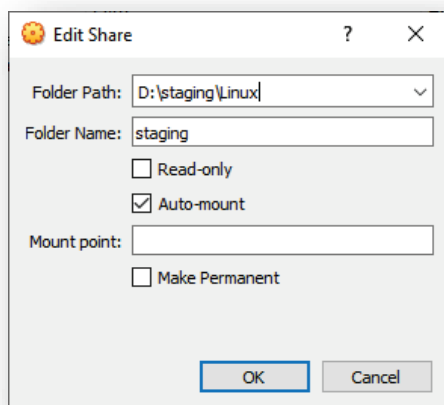 Edit Share
?
Folder Path: D:\staging\Linux
Folder Name: staging
Read-only
Auto-mount
Mount point:
Make Permanent
OK Cancel